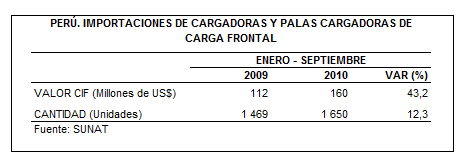 PERÚ. IMPORTACIONES DE CARGADORAS Y PALAS CARGADORAS DE
CARGA FRONTAL
ENERO - SEPTIEMBRE
2009 2010 VAR (%)
VALOR CIF (Millones de US$) 112 160 43,2
CANTIDAD (Unidades) 1 469 1 650 12,3
Fuente: SUNAT